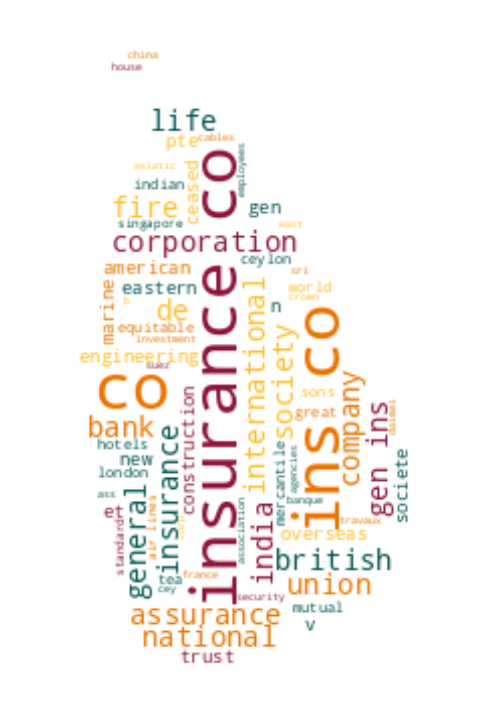 china
house
life
pte
cables
co
employees
asiatic
ceased
indian
fire
gen
singapore
east
corporation
ceylon
american
sri
eastern
world
crown
marine
b
de
n
insurance co
international
ins co
equitable
investment
society
engineering
suez
co
sons
company
great
gen ins
bank
construction
insurance
hotels
new
london
mercantile
agencies
societe
ass
general
et
air lines
association
banque
india
travaux
standardrt
overseas
british
tea
france
cey
union
security
assurance
mutual
national
v
trust